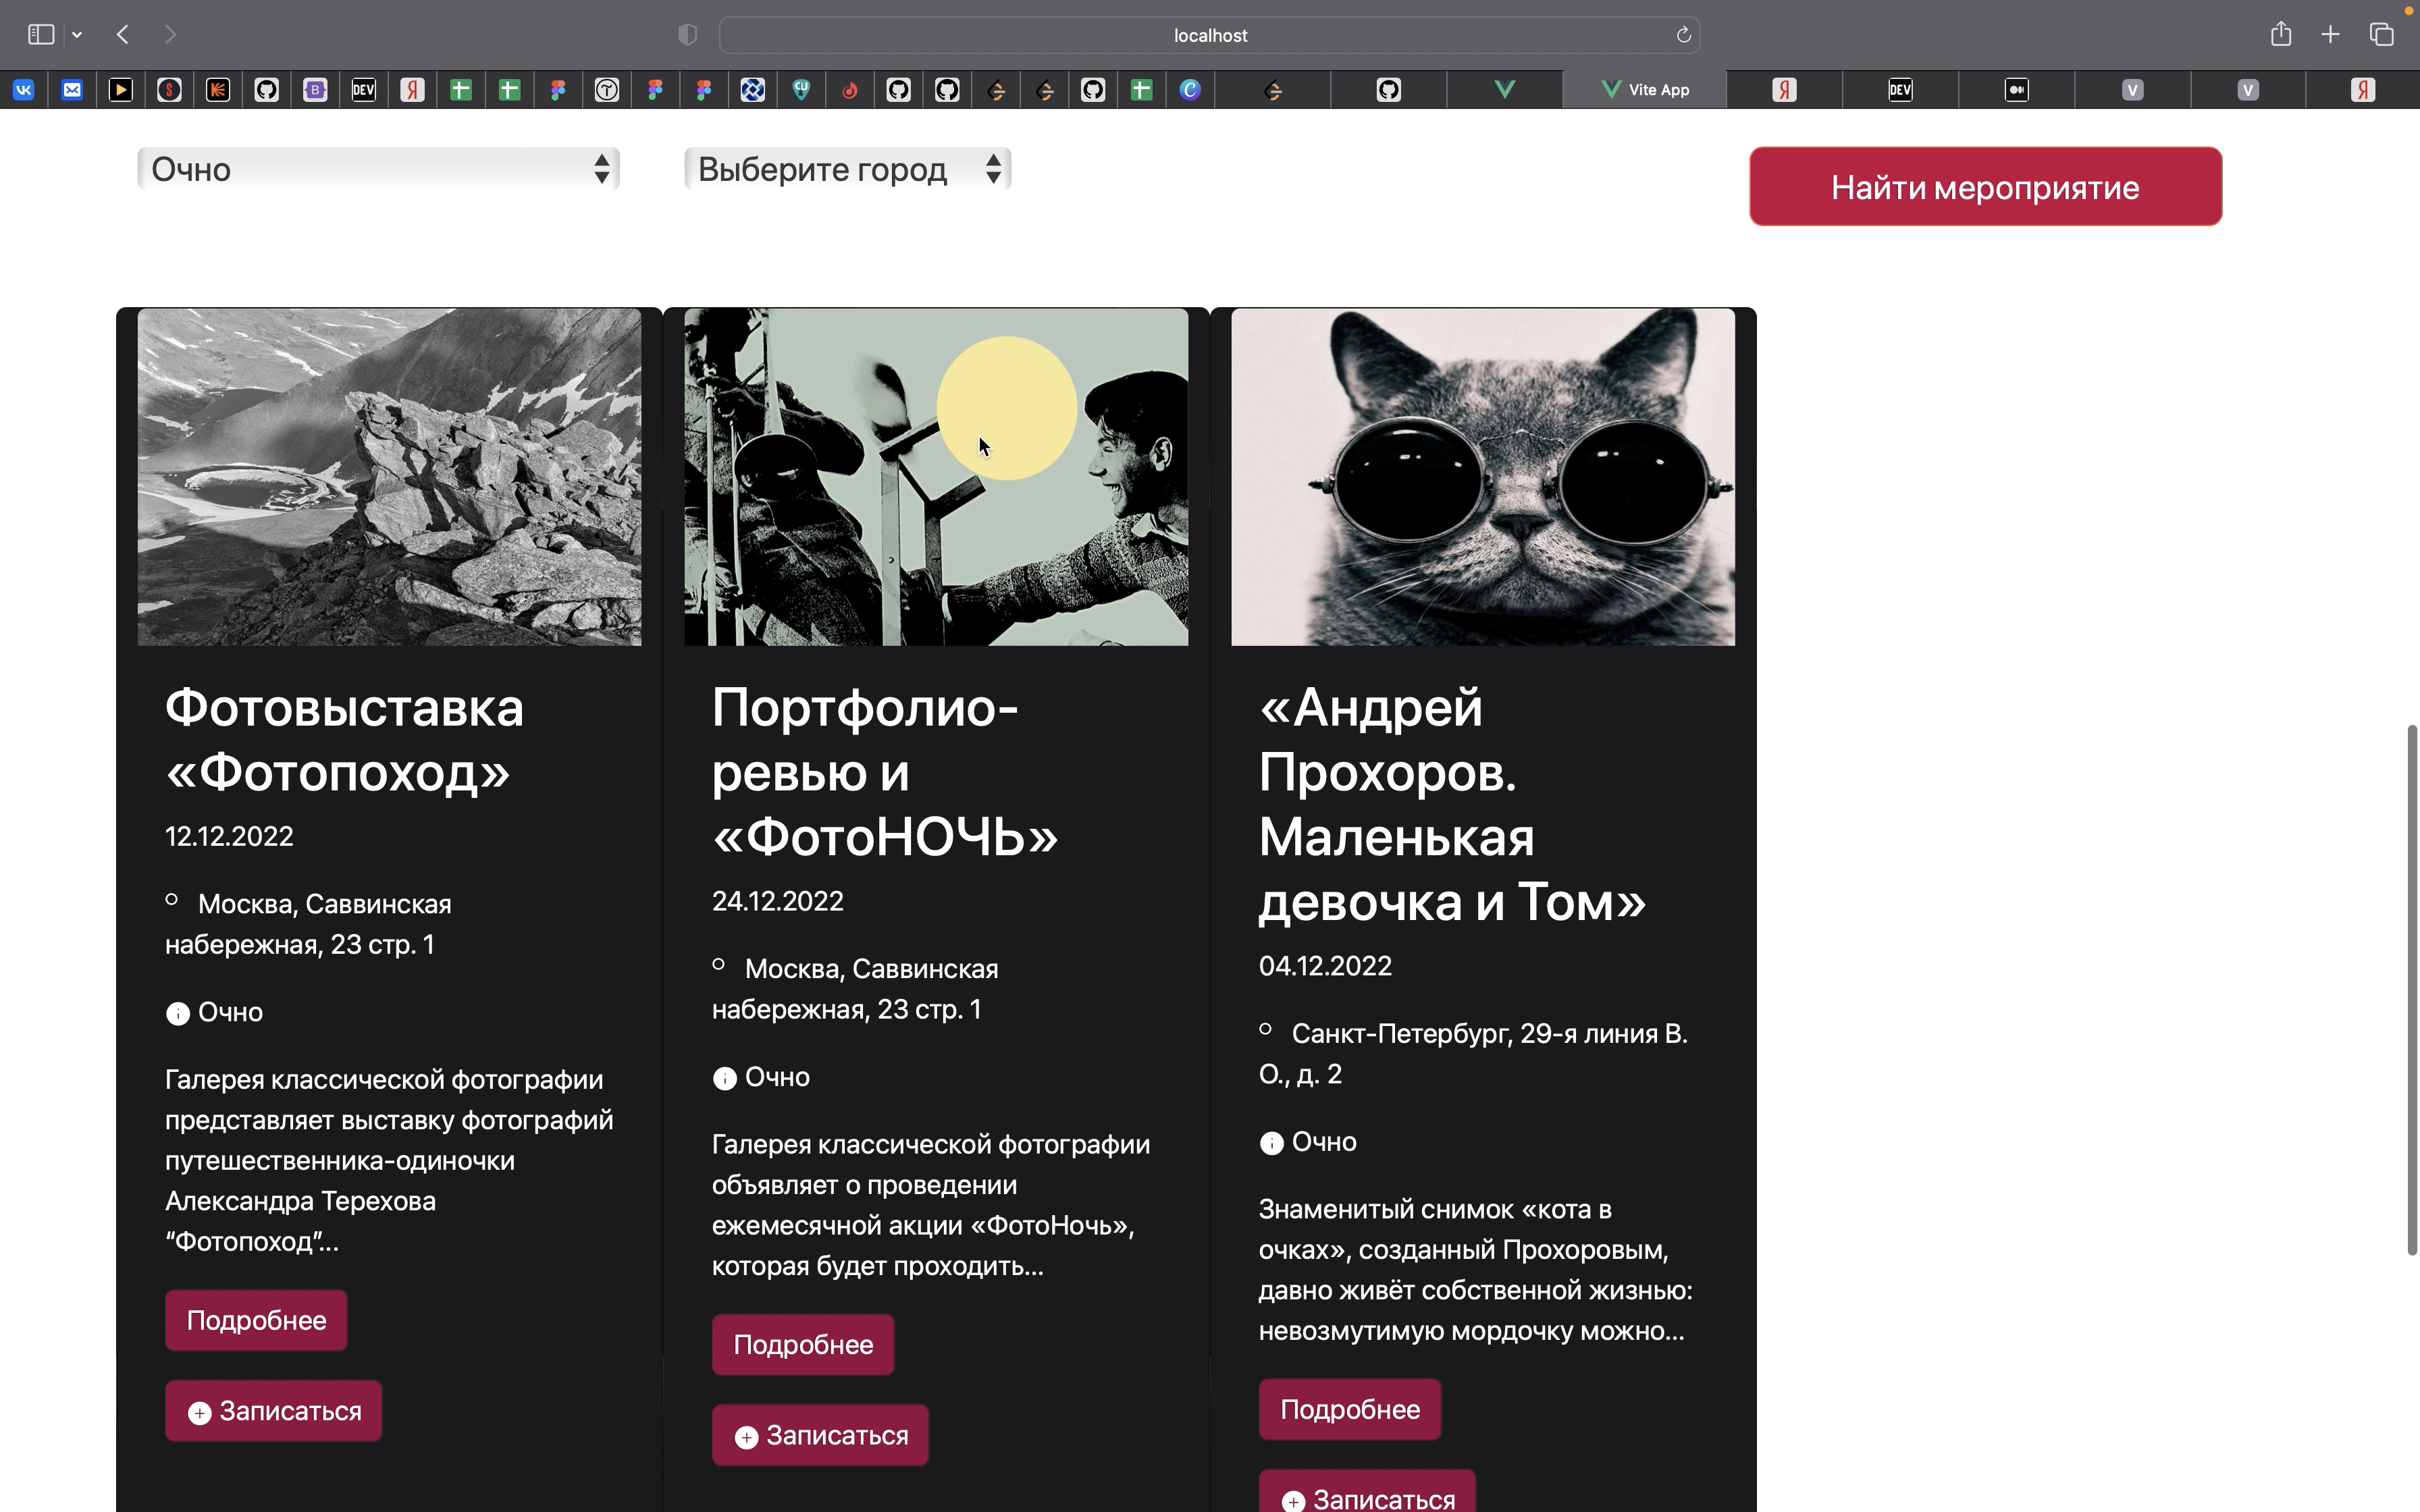 localhost
DEV
Vite App
DEV
Очно
Выберите город
Найти мероприятие
Фотовыставка
«Фотопоход»
12.12.2022
Москва, Саввинская
набережная, 23 стр. 1
Очно
Галерея классической фотографии
представляет выставку фотографий
путешественника-одиночки
Александра Терехова
“Фотопоход”...
Подробнее
Записаться
Портфолио-
ревью и
«ФотоНОЧЬ»
24.12.2022
Москва, Саввинская
набережная, 23 стр. 1
Очно
Галерея классической фотографии
объявляет о проведении
ежемесячной акции «ФотоНочь»,
которая будет проходить...
Подробнее
Записаться
«Андрей
Прохоров.
Маленькая
девочка и Том»
04.12.2022
Санкт-Петербург, 29-я линия В.
О., д. 2
Очно
Знаменитый снимок «кота в
очках», созданный Прохоровым,
давно живёт собственной жизнью:
невозмутимую мордочку можно...
Подробнее
Записаться